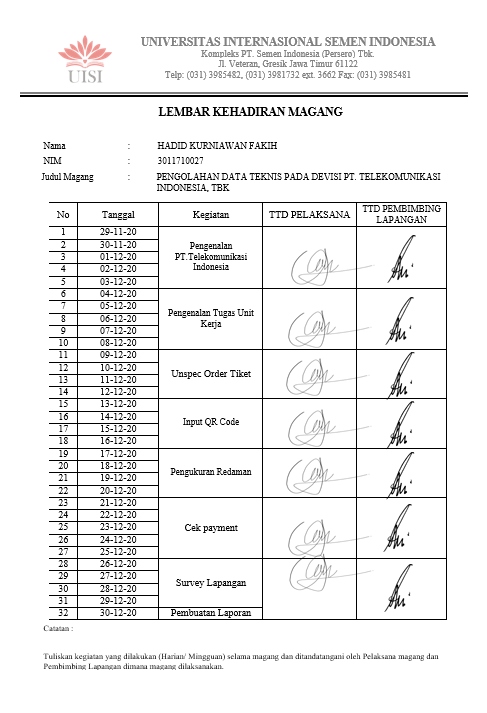 UISI
UNIVERSITAS INTERNASIONAL SEMEN INDONESIA
Kompleks PT. Semen Indonesia (Persero) Tbk.
Jl. Veteran, Gresik Jawa Timur 61122
Telp: (031) 3985482, (031) 3981732 ext. 3662 Fax: (031) 3985481
LEMBAR KEHADIRAN MAGANG
Nama : HADID KURNIAWAN FAKIH
NIM : 3011710027
Judul Magang : PENGOLAHAN DATA TEKNIS PADA DEVISI PT. TELEKOMUNIKASI
INDONESIA, TBK
No Tanggal Kegiatan TTD PELAKSANA TTD PEMBIMBING
LAPANGAN
1 29-11-20
2 30-11-20
3 01-12-20
4 02-12-20
5 03-12-20
Pengenalan
PT.Telekomunikasi
Indonesia
6 04-12-20
7 05-12-20
8 06-12-20
9 07-12-20
10 08-12-20
Pengenalan Tugas Unit
Kerja
11 09-12-20
12 10-12-20
13 11-12-20
14 12-12-20
Unspec Order Tiket
15 13-12-20
16 14-12-20
17 15-12-20
18 16-12-20
Input QR Code
19 17-12-20
20 18-12-20
21 19-12-20
22 20-12-20
Pengukuran Redaman
23 21-12-20
24 22-12-20
25 23-12-20
26 24-12-20
27 25-12-20
Cek payment
28 26-12-20
29 27-12-20
30 28-12-20
31 29-12-20
Survey Lapangan
32 30-12-20 Pembuatan Laporan
Catatan :
Tuliskan kegiatan yang dilakukan (Harian/ Mingguan) selama magang dan ditandatangani oleh Pelaksana magang dan
Pembimbing Lapangan dimana magang dilaksanakan.